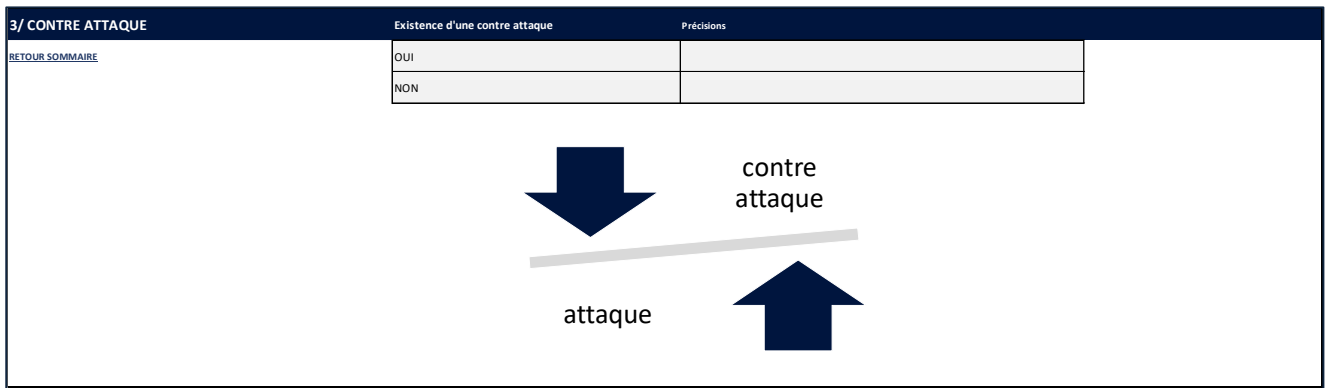 3/ CONTRE ATTAQUE Existence d'une contre attaque Précisions
RETOUR SOMMAIRE OUI
NON
contre
attaque
attaque